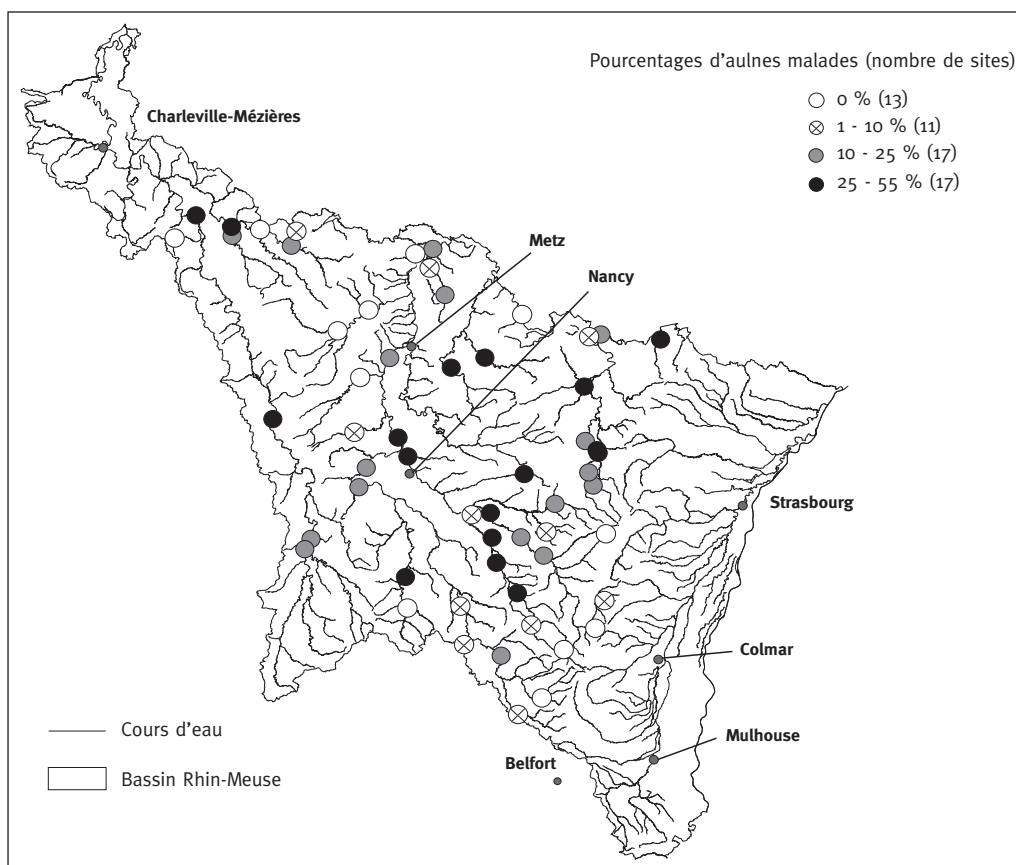 Pourcentages d'aulnes malades (nombre de sites)
0 % (13)
1 - 10 % (11)
10 - 25 % (17)
25 - 55 % (17)
Charleville-Mézières
Metz
Nancy
Strasbourg
Colmar
Mulhouse
Belfort
Cours d'eau
Bassin Rhin-Meuse